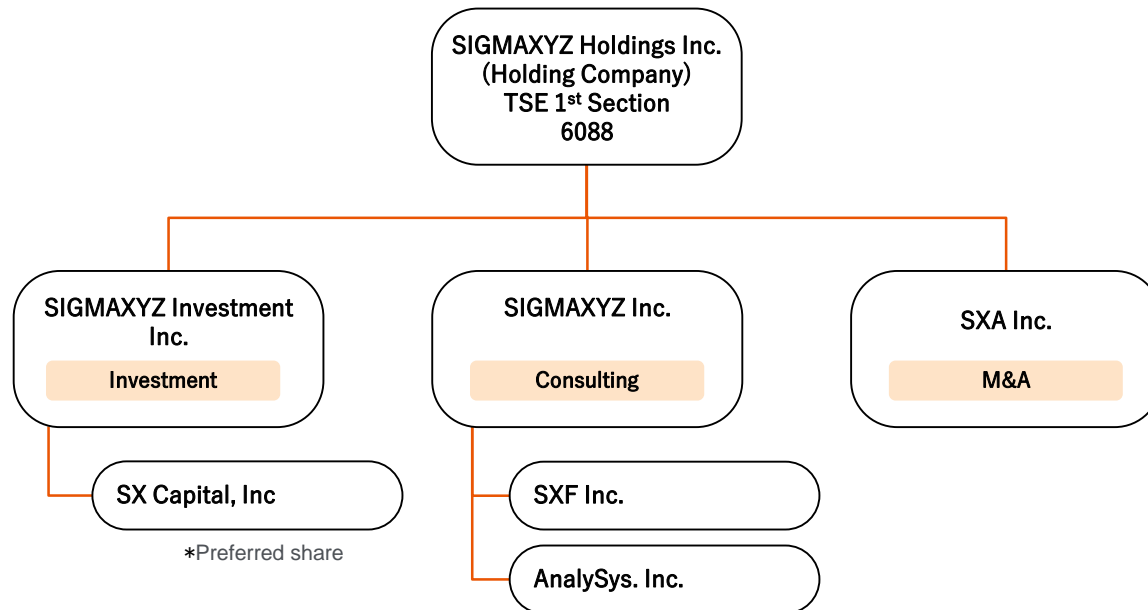 SIGMAXYZ Holdings Inc.
(Holding Company)
TSE 1st Section
6088
SIGMAXYZ Investment
Inc.
Investment
SIGMAXYZ Inc.
Consulting
SXA Inc.
M&A
SX Capital, Inc
*Preferred share
SXF Inc.
AnalySys. Inc.